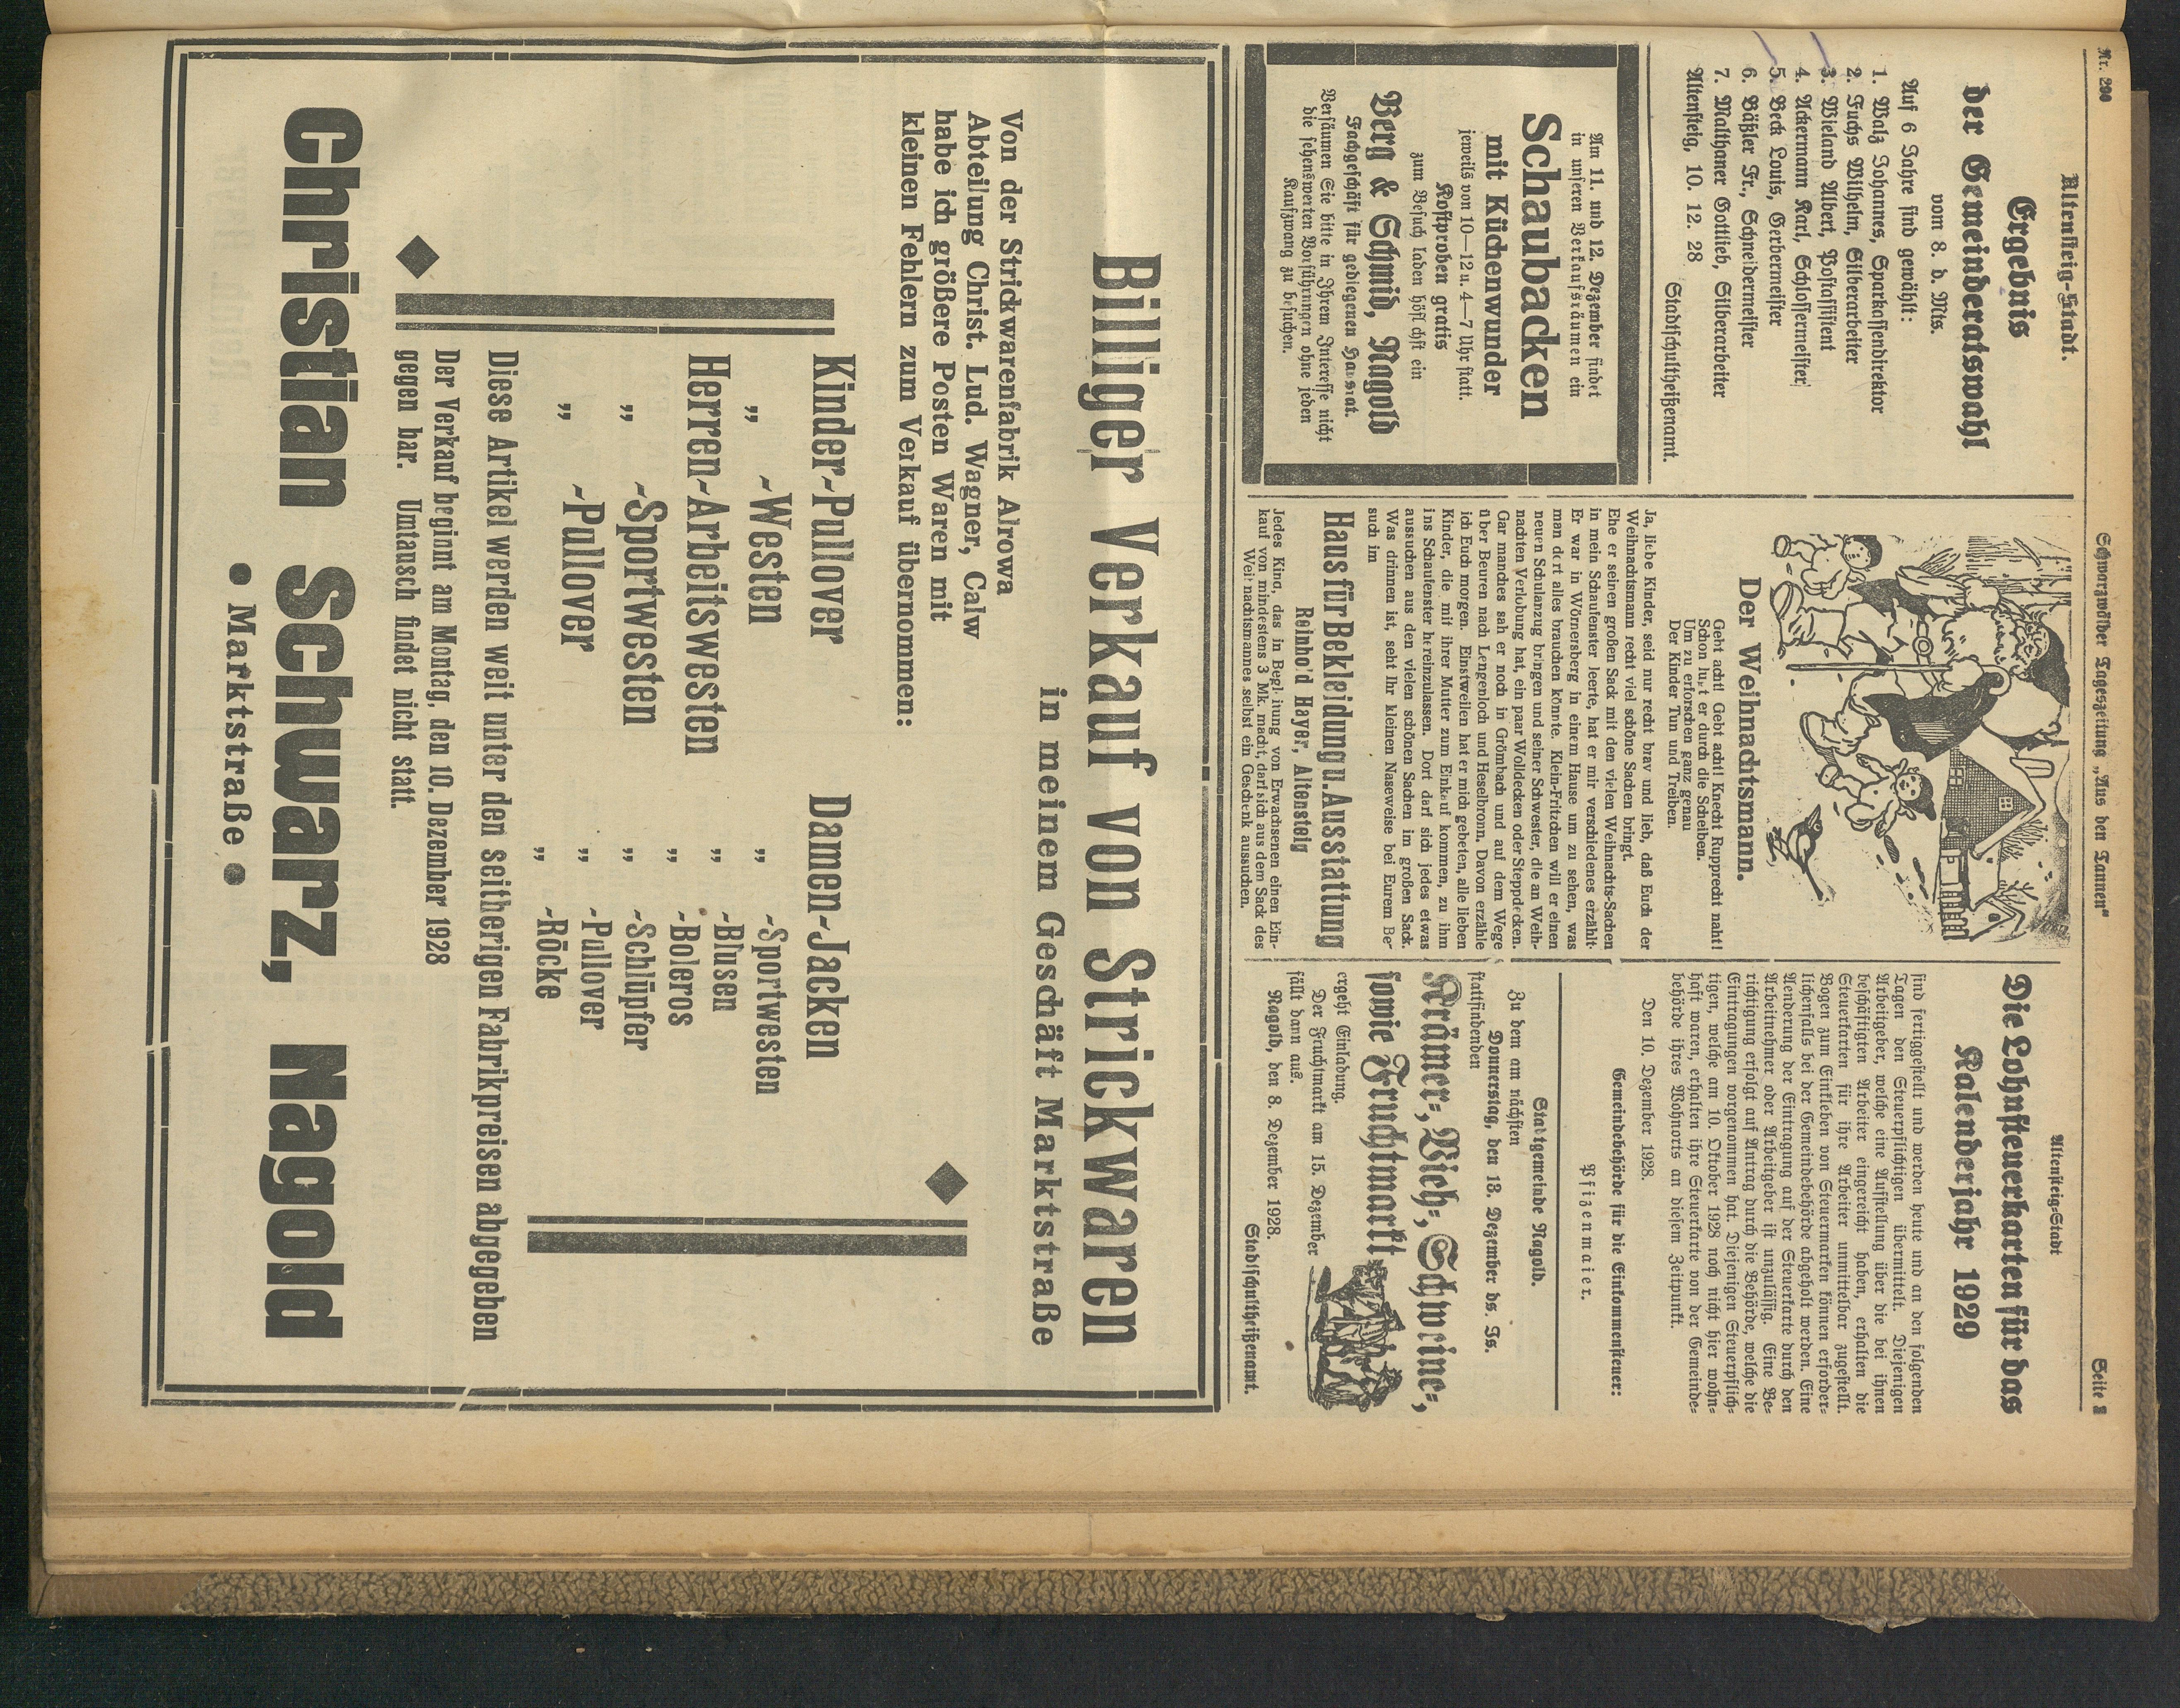 Nr. 290
Schwarzwälder Tageszeitung „Aus den Tannen“
Seite 3
Altensteig-Stadt.
Ergebnis
der Gemeinderatswahl
vom 8. d. Mts.
Auf 6 Jahre sind gewählt:
1. Walz Johannes, Sparkassendirektor
2. Fuchs Wilhelm, Silberarbeiter
3. Wieland Albert, Postassistent
4. Ackermann Karl, Schlossermeister
5. Beck Louis, Gerbermeister
6. Bäßler Fr., Schneidermeister
7. Malthaner Gottlieb, Silberarbeiter
Altensteig, 10. 12. 28
Stadtschultheißenamt.
Am 11. und 12. Dezember findet
in unseren Verkaufsräumen ein
Schaubacken
mit Küchenwunder
jeweils von 10—12 u. 4—7 Uhr statt.
Kostproben gratis
zum Besuch laden höfl chst ein
Berg & Schmid, Nagold
Fachgeschäft für gediegenen Hausrat.
Versäumen Sie bitte in Ihrem Interesse nicht
die sehenswerten Vorführungen ohne jeden
Kaufzwang zu besuchen.
Der Weihnachtsmann.
Gebt acht! Gebt acht! Knecht Rupprecht naht!
Schon lugt er durch die Scheiben.
Um zu erforschen ganz genau
Der Kinder Tun und Treiben.
Ja, liebe Kinder, seid nur recht brav und lieb, daß Euch der
Weihnachtsmann recht viel schöne Sachen bringt.
Ehe er seinen großen Sack mit den vielen Weihnachts-Sachen
in mein Schaufenster leerte, hat er mir verschiedenes erzählt.
Er war in Wörnersberg in einem Hause um zu sehen, was
man dort alles brauchen könnte. Klein-Fritzchen will er einen
neuen Schulanzug bringen und seiner Schwester, die an Weih-
nachten Verlobung hat, ein paar Wolldecken oder Steppdecken.
Gar manches sah er noch in Grömbach und auf dem Wege
über Beuren nach Lengenloch und Heselbronn. Davon erzähle
ich Euch morgen. Einstweilen hat er mich gebeten, alle lieben
Kinder, die mit ihrer Mutter zum Einkauf kommen, zu ihm
ins Schaufenster hereinzulassen. Dort darf sich jedes etwas
aussuchen aus den vielen schönen Sachen im großen Sack.
Was drinnen ist, seht Ihr kleinen Naseweise bei Eurem Be-
such im
Haus für Bekleidung u. Ausstattung
Reinhold Hayer, Altensteig
Jedes Kind, das in Begleitung von Erwachsenen einen Ein-
kauf von mindestens 3 Mk. macht, darf sich aus dem Sack des
Weihnachtsmannes selbst ein Geschenk aussuchen.
Altensteig-Stadt
Die Lohnsteuerkarten für das
Kalenderjahr 1929
sind fertiggestellt und werden heute und an den folgenden
Tagen den Steuerpflichtigen übermittelt. Diejenigen
Arbeitgeber, welche eine Aufstellung über die bei ihnen
beschäftigten Arbeiter eingereicht haben, erhalten die
Steuerkarten für ihre Arbeiter unmittelbar zugestellt.
Bogen zum Einkleben von Steuermarken können erforder-
lichenfalls bei der Gemeindebehörde abgeholt werden. Eine
Aenderung der Eintragung auf der Steuerkarte durch den
Arbeitnehmer oder Arbeitgeber ist unzulässig. Eine Be-
richtigung erfolgt auf Antrag durch die Behörde, welche die
Eintragungen vorgenommen hat. Diejenigen Steuerpflich-
tigen, welche am 10. Oktober 1928 noch nicht hier wohn-
haft waren, erhalten ihre Steuerkarte von der Gemeinde-
behörde ihres Wohnorts an diesem Zeitpunkt.
Den 10. Dezember 1928.
Gemeindebehörde für die Einkommensteuer:
Pfizenmaier.
Stadtgemeinde Nagold.
Zu dem am nächsten
Donnerstag, den 13. Dezember ds. Js.
stattfindenden
Krämer-, Vieh-, Schweine-,
sowie Fruchtmarkt
ergeht Einladung.
Der Fruchtmarkt am 15. Dezember
fällt dann aus.
Nagold, den 8. Dezember 1928.
Stadtschultheißenamt.
Billiger Verkauf von Strickwaren
in meinem Geschäft Marktstraße
Von der Strickwarenfabrik Alrowa
Abteilung Christ. Lud. Wagner, Calw
habe ich größere Posten Waren mit
kleinen Fehlern zum Verkauf übernommen:
Kinder-Pullover
„ -Westen
Herren-Arbeitswesten
„ -Sportwesten
„ -Pullover
Damen-Jacken
„ -Sportwesten
„ -Blusen
„ -Boleros
„ -Schlüpfer
„ -Pullover
„ -Röcke
Diese Artikel werden weit unter den seitherigen Fabrikpreisen abgegeben
Der Verkauf beginnt am Montag, den 10. Dezember 1928
gegen bar. Umtausch findet nicht statt.
Christian Schwarz, Nagold
• Marktstraße •